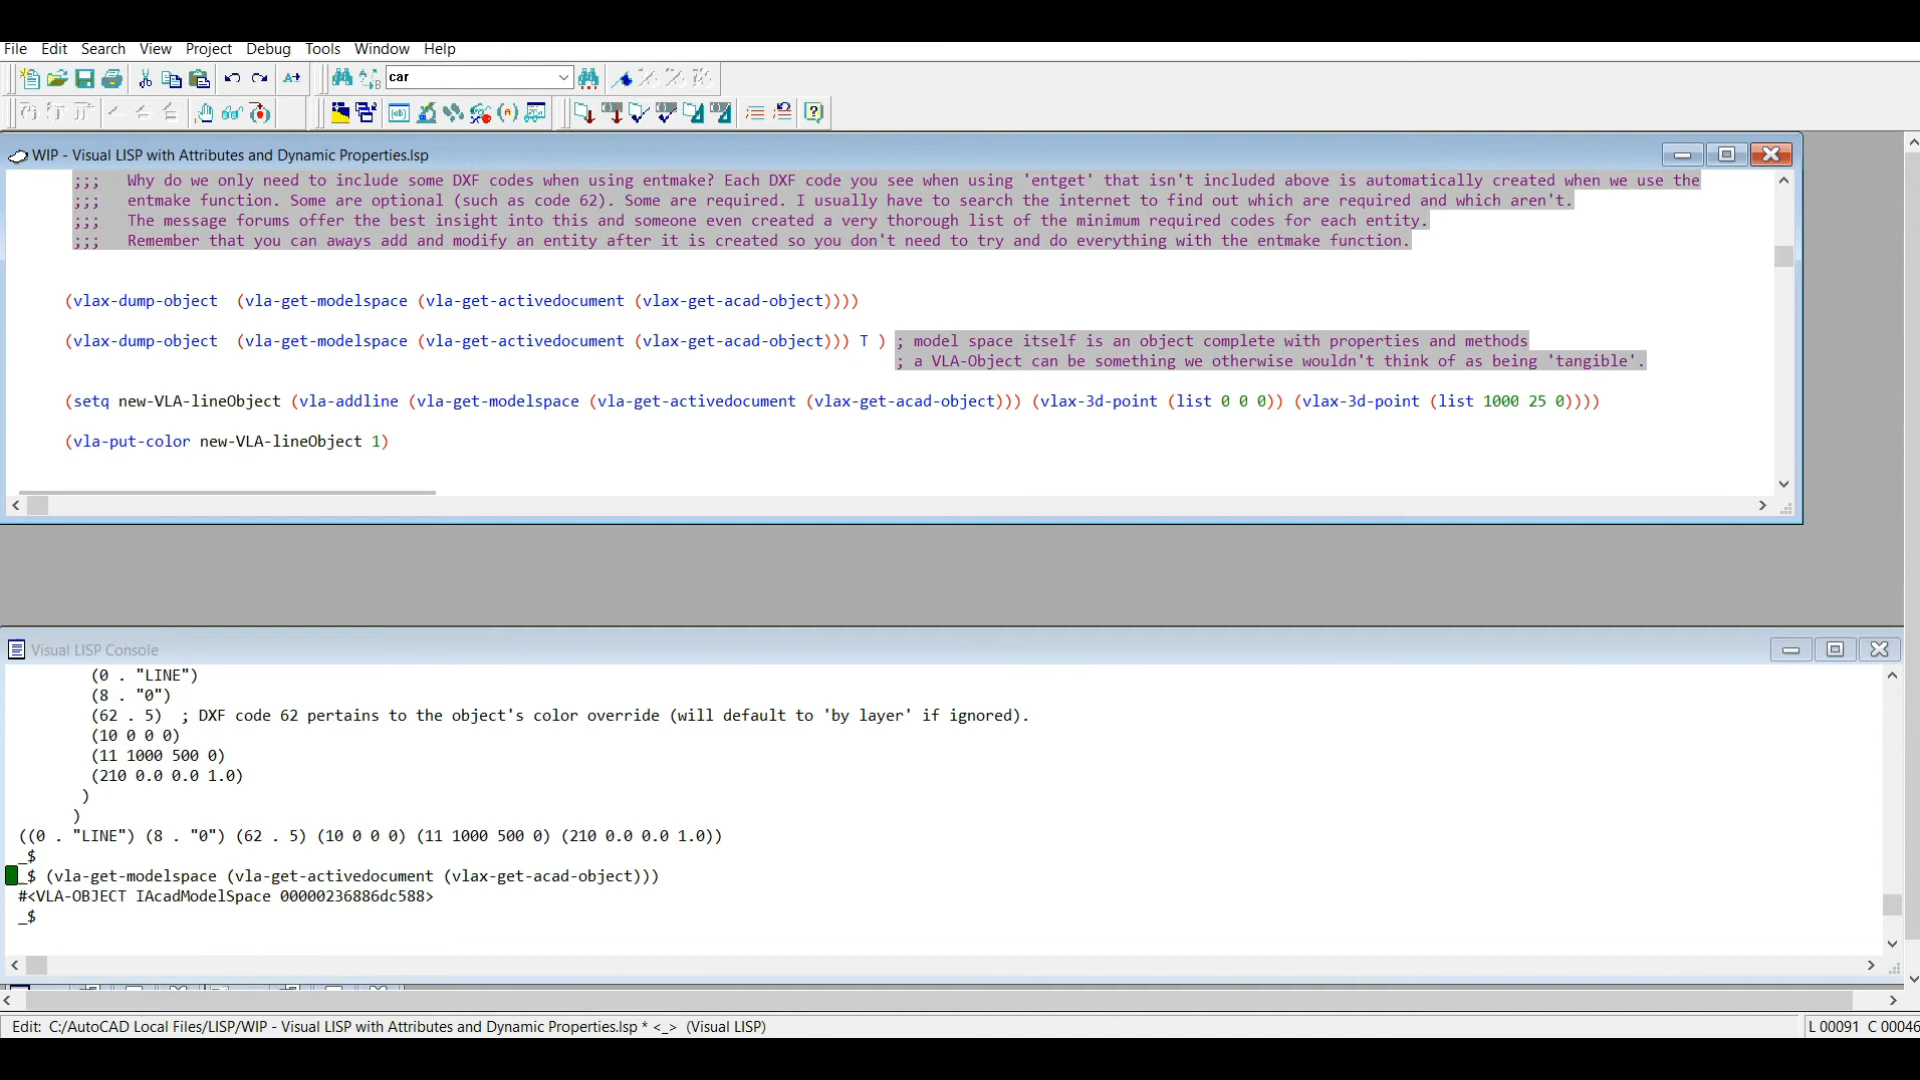 File Edit Search View Project Debug Tools Window Help
car
WIP - Visual LISP with Attributes and Dynamic Properties.lsp
;;; Why do we only need to include some DXF codes when using entmake? Each DXF code you see when using 'entget' that isn't included above is automatically created when we use the
;;; entmake function. Some are optional (such as code 62). Some are required. I usually have to search the internet to find out which are required and which aren't.
;;; The message forums offer the best insight into this and someone even created a very thorough list of the minimum required codes for each entity.
;;; Remember that you can aways add and modify an entity after it is created so you don't need to try and do everything with the entmake function.
(vlax-dump-object (vla-get-modelspace (vla-get-activedocument (vlax-get-acad-object))))
(vlax-dump-object (vla-get-modelspace (vla-get-activedocument (vlax-get-acad-object))) T ) ; model space itself is an object complete with properties and methods
; a VLA-Object can be something we otherwise wouldn't think of as being 'tangible'.
(setq new-VLA-lineObject (vla-addline (vla-get-modelspace (vla-get-activedocument (vlax-get-acad-object))) (vlax-3d-point (list 0 0 0)) (vlax-3d-point (list 1000 25 0))))
(vla-put-color new-VLA-lineObject 1)
Visual LISP Console
(0 . "LINE")
(8 . "0")
(62 . 5) ; DXF code 62 pertains to the object's color override (will default to 'by layer' if ignored).
(10 0 0 0)
(11 1000 500 0)
(210 0.0 0.0 1.0)
)
)
((0 . "LINE") (8 . "0") (62 . 5) (10 0 0 0) (11 1000 500 0) (210 0.0 0.0 1.0))
_$
_$ (vla-get-modelspace (vla-get-activedocument (vlax-get-acad-object)))
#<VLA-OBJECT IAcadModelSpace 00000236886dc588>
_$
Edit: C:/AutoCAD Local Files/LISP/WIP - Visual LISP with Attributes and Dynamic Properties.lsp * <_> (Visual LISP)
L 00091 C 00046